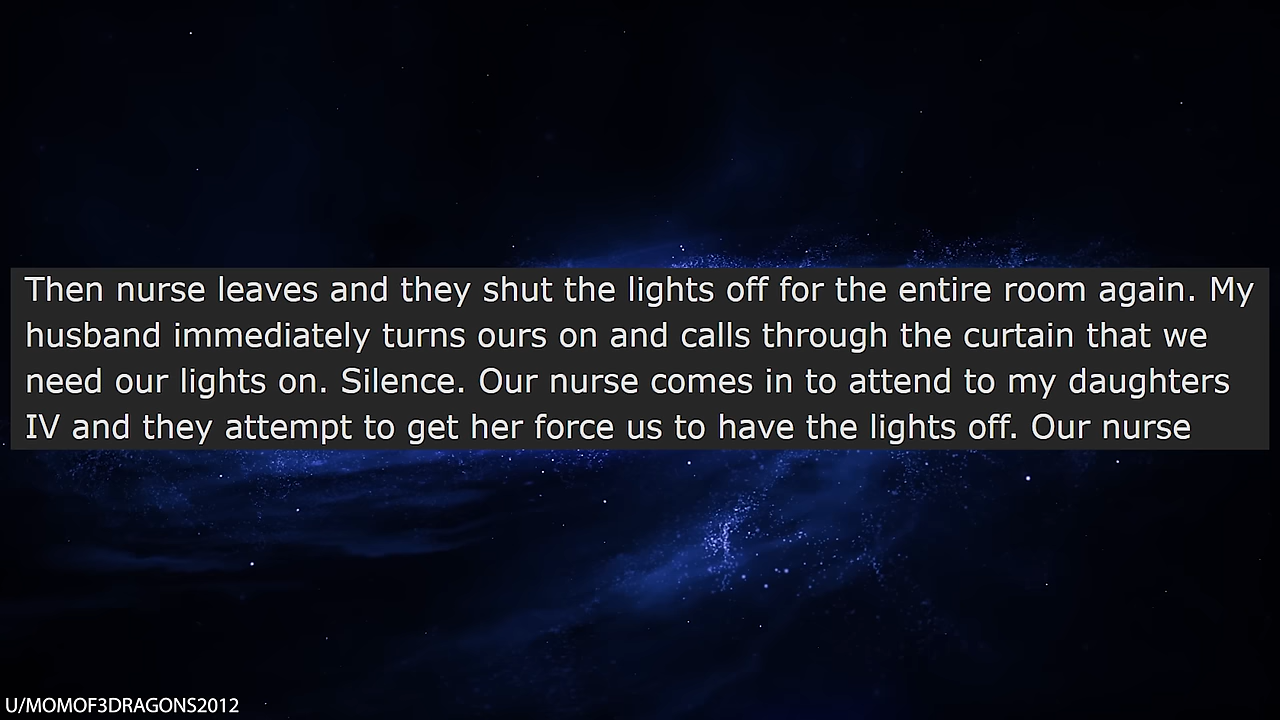 Then nurse leaves and they shut the lights off for the entire room again. My
husband immediately turns ours on and calls through the curtain that we
need our lights on. Silence. Our nurse comes in to attend to my daughters
IV and they attempt to get her force us to have the lights off. Our nurse
U/MOMOF3DRAGONS2012